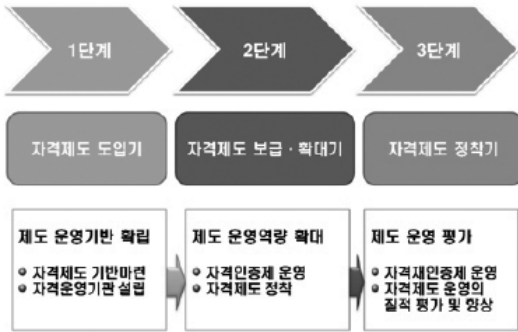 1단계
2단계
3단계
자격제도 도입기
자격제도 보급·확대기
자격제도 정착기
제도 운영기반 확립
자격제도 기반마련
자격운영기관 설립
제도 운영역량 확대
자격인증제 운영
자격제도 정착
제도 운영 평가
자격재인증제 운영
자격제도 운영의
질적 평가 및 향상